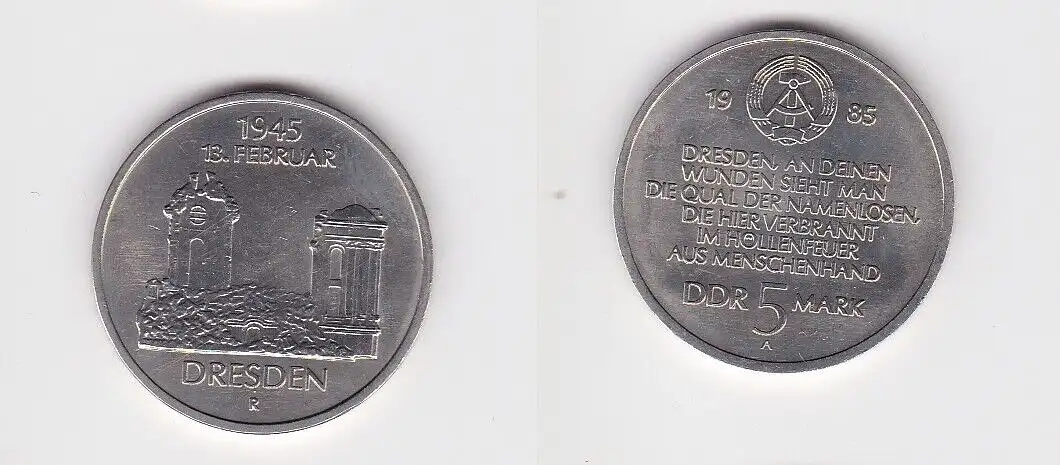 1945
13. FEBRUAR
DRESDEN
R
19 85
DRESDEN, AN DEINEN
WUNDEN SIEHT MAN
DIE QUAL DER NAMENLOSEN,
DIE HIER VERBRANNT
IM HÖLLENFEUER
AUS MENSCHENHAND
DDR 5 MARK
A